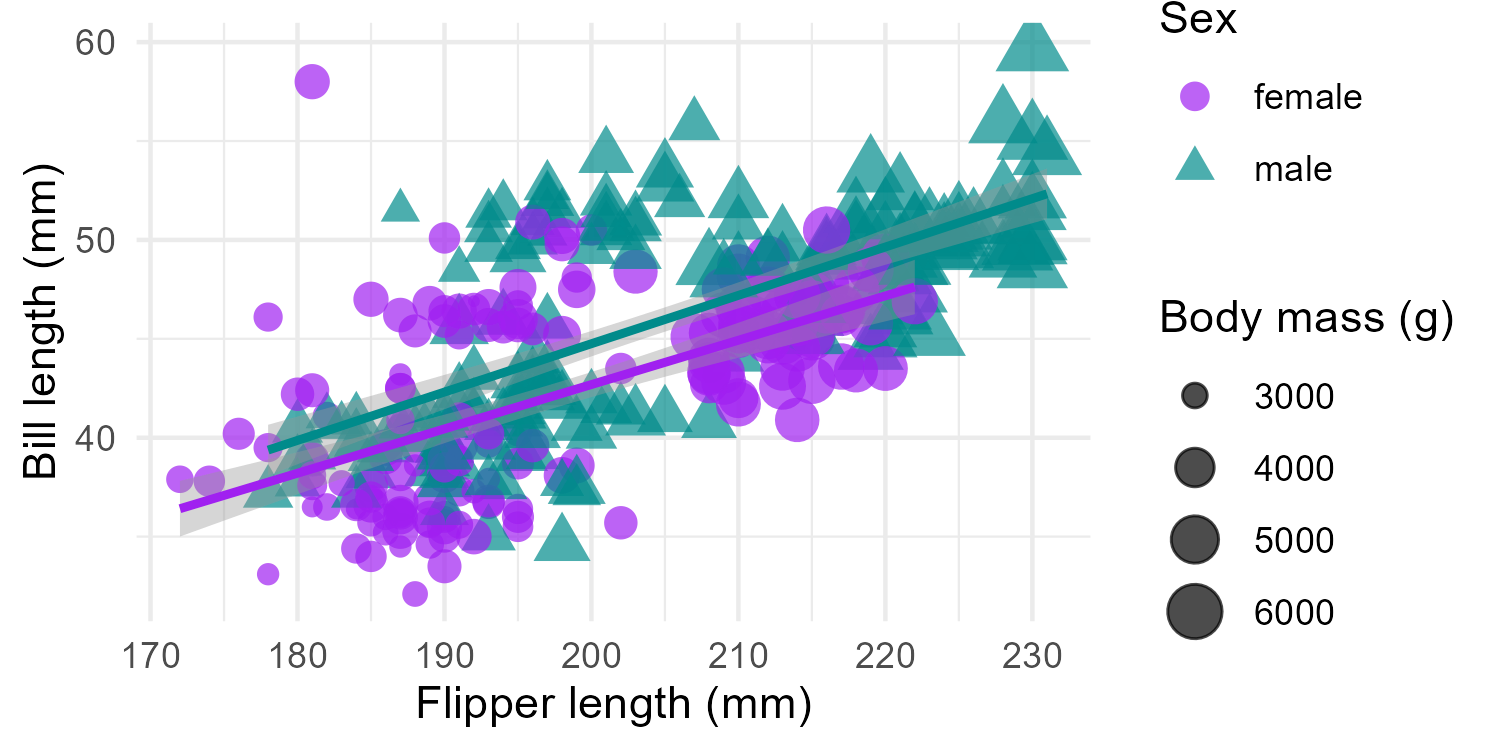 Bill length (mm)
60
50
40
170 180 190 200 210 220 230
Flipper length (mm)
Sex
female
male
Body mass (g)
3000
4000
5000
6000